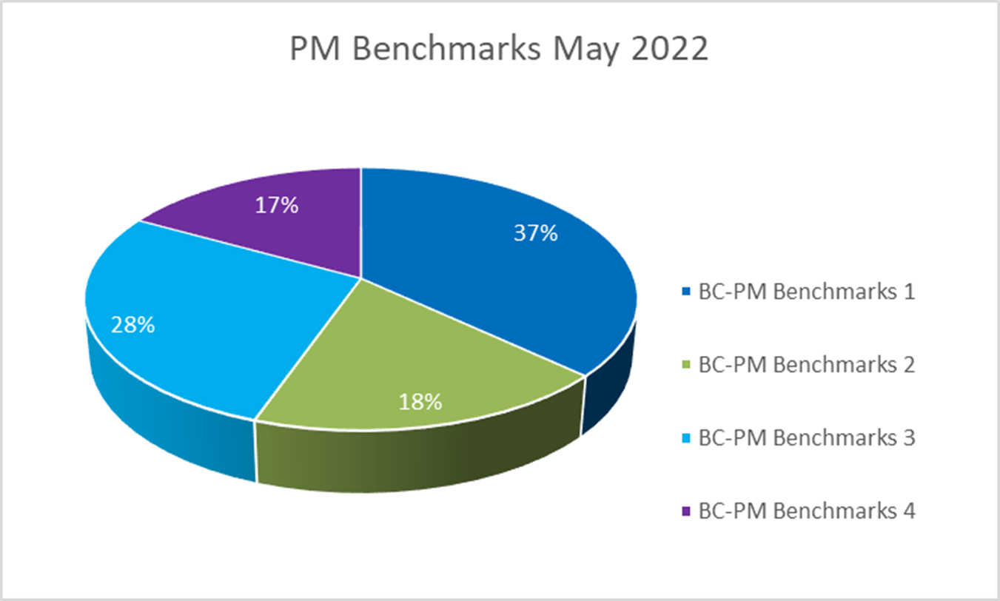 PM Benchmarks May 2022
17%
37%
28%
18%
BC-PM Benchmarks 1
BC-PM Benchmarks 2
BC-PM Benchmarks 3
BC-PM Benchmarks 4